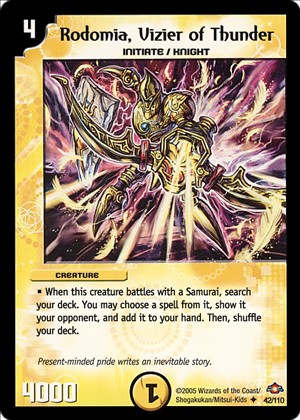 4
Rodomia, Vizier of Thunder
INITIATE / KNIGHT
CREATURE
▪ When this creature battles with a Samurai, search
your deck. You may choose a spell from it, show it
your opponent, and add it to your hand. Then, shuffle
your deck.
Present-minded pride writes an inevitable story.
4000
1
©2005 Wizards of the Coast/
Shogakukan/Mitsui-Kids ✦ 42/110